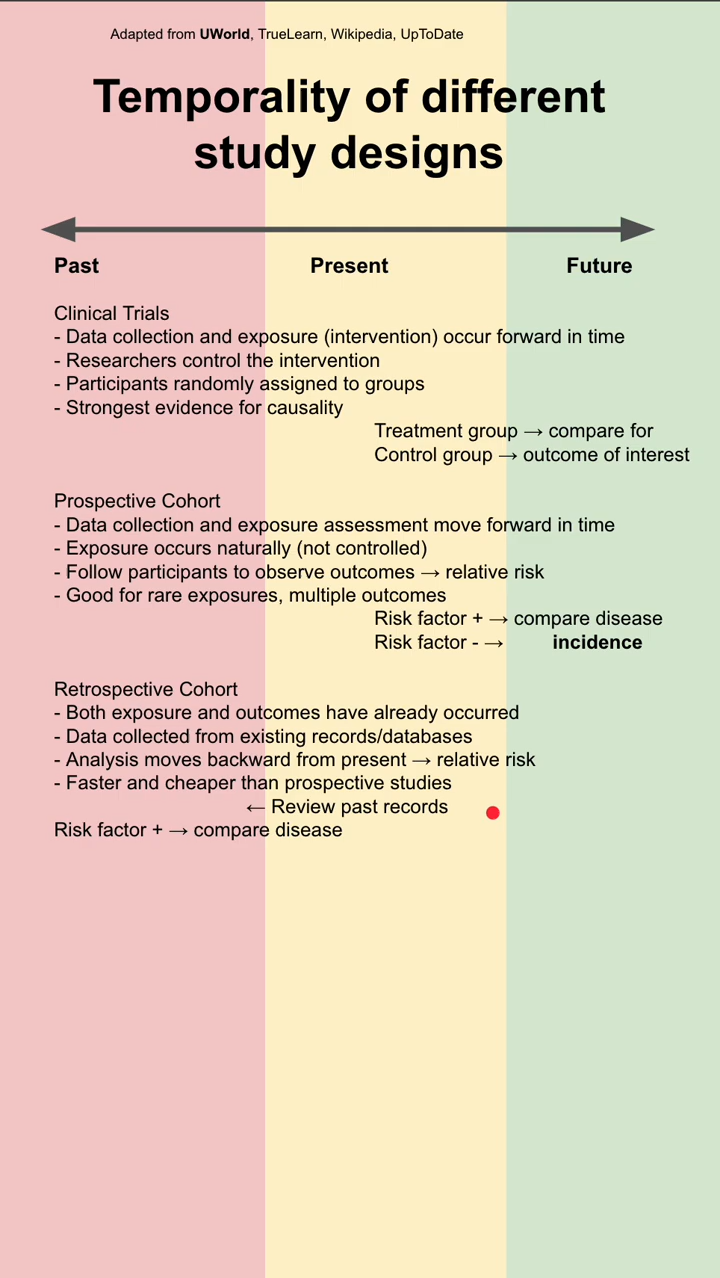 Adapted from UWorld, TrueLearn, Wikipedia, UpToDate
Temporality of different
study designs
Past Present Future
Clinical Trials
- Data collection and exposure (intervention) occur forward in time
- Researchers control the intervention
- Participants randomly assigned to groups
- Strongest evidence for causality
Treatment group → compare for
Control group → outcome of interest
Prospective Cohort
- Data collection and exposure assessment move forward in time
- Exposure occurs naturally (not controlled)
- Follow participants to observe outcomes → relative risk
- Good for rare exposures, multiple outcomes
Risk factor + → compare disease
Risk factor - → incidence
Retrospective Cohort
- Both exposure and outcomes have already occurred
- Data collected from existing records/databases
- Analysis moves backward from present → relative risk
- Faster and cheaper than prospective studies
← Review past records
Risk factor + → compare disease